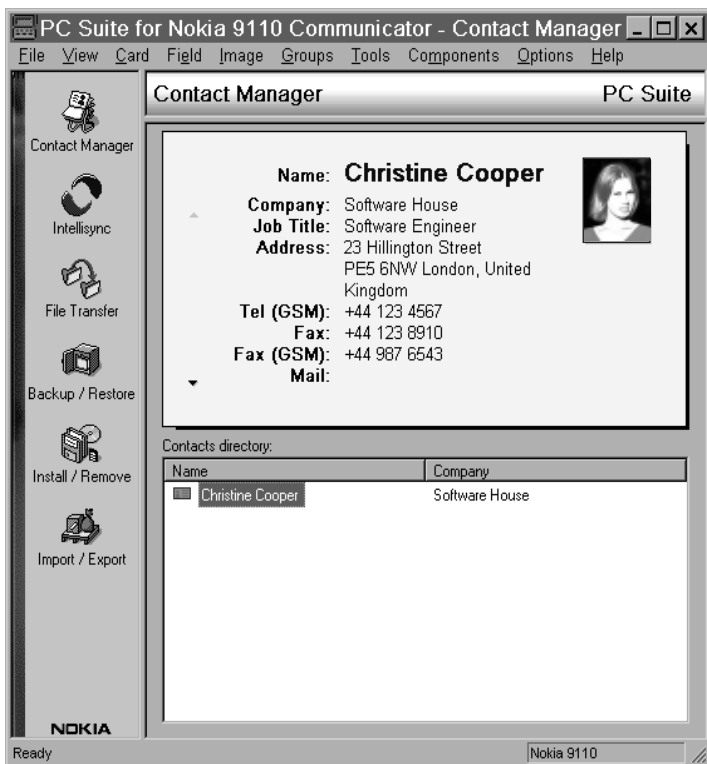 PC Suite for Nokia 9110 Communicator - Contact Manager
File View Card Field Image Groups Tools Components Options Help
Contact Manager
Intellisync
File Transfer
Backup / Restore
Install / Remove
Import / Export
NOKIA
Contact Manager PC Suite
Name: Christine Cooper
Company: Software House
Job Title: Software Engineer
Address: 23 Hillington Street
PE5 6NW London, United
Kingdom
Tel (GSM): +44 123 4567
Fax: +44 123 8910
Fax (GSM): +44 987 6543
Mail:
Contacts directory:
Name Company
Christine Cooper Software House
Ready Nokia 9110